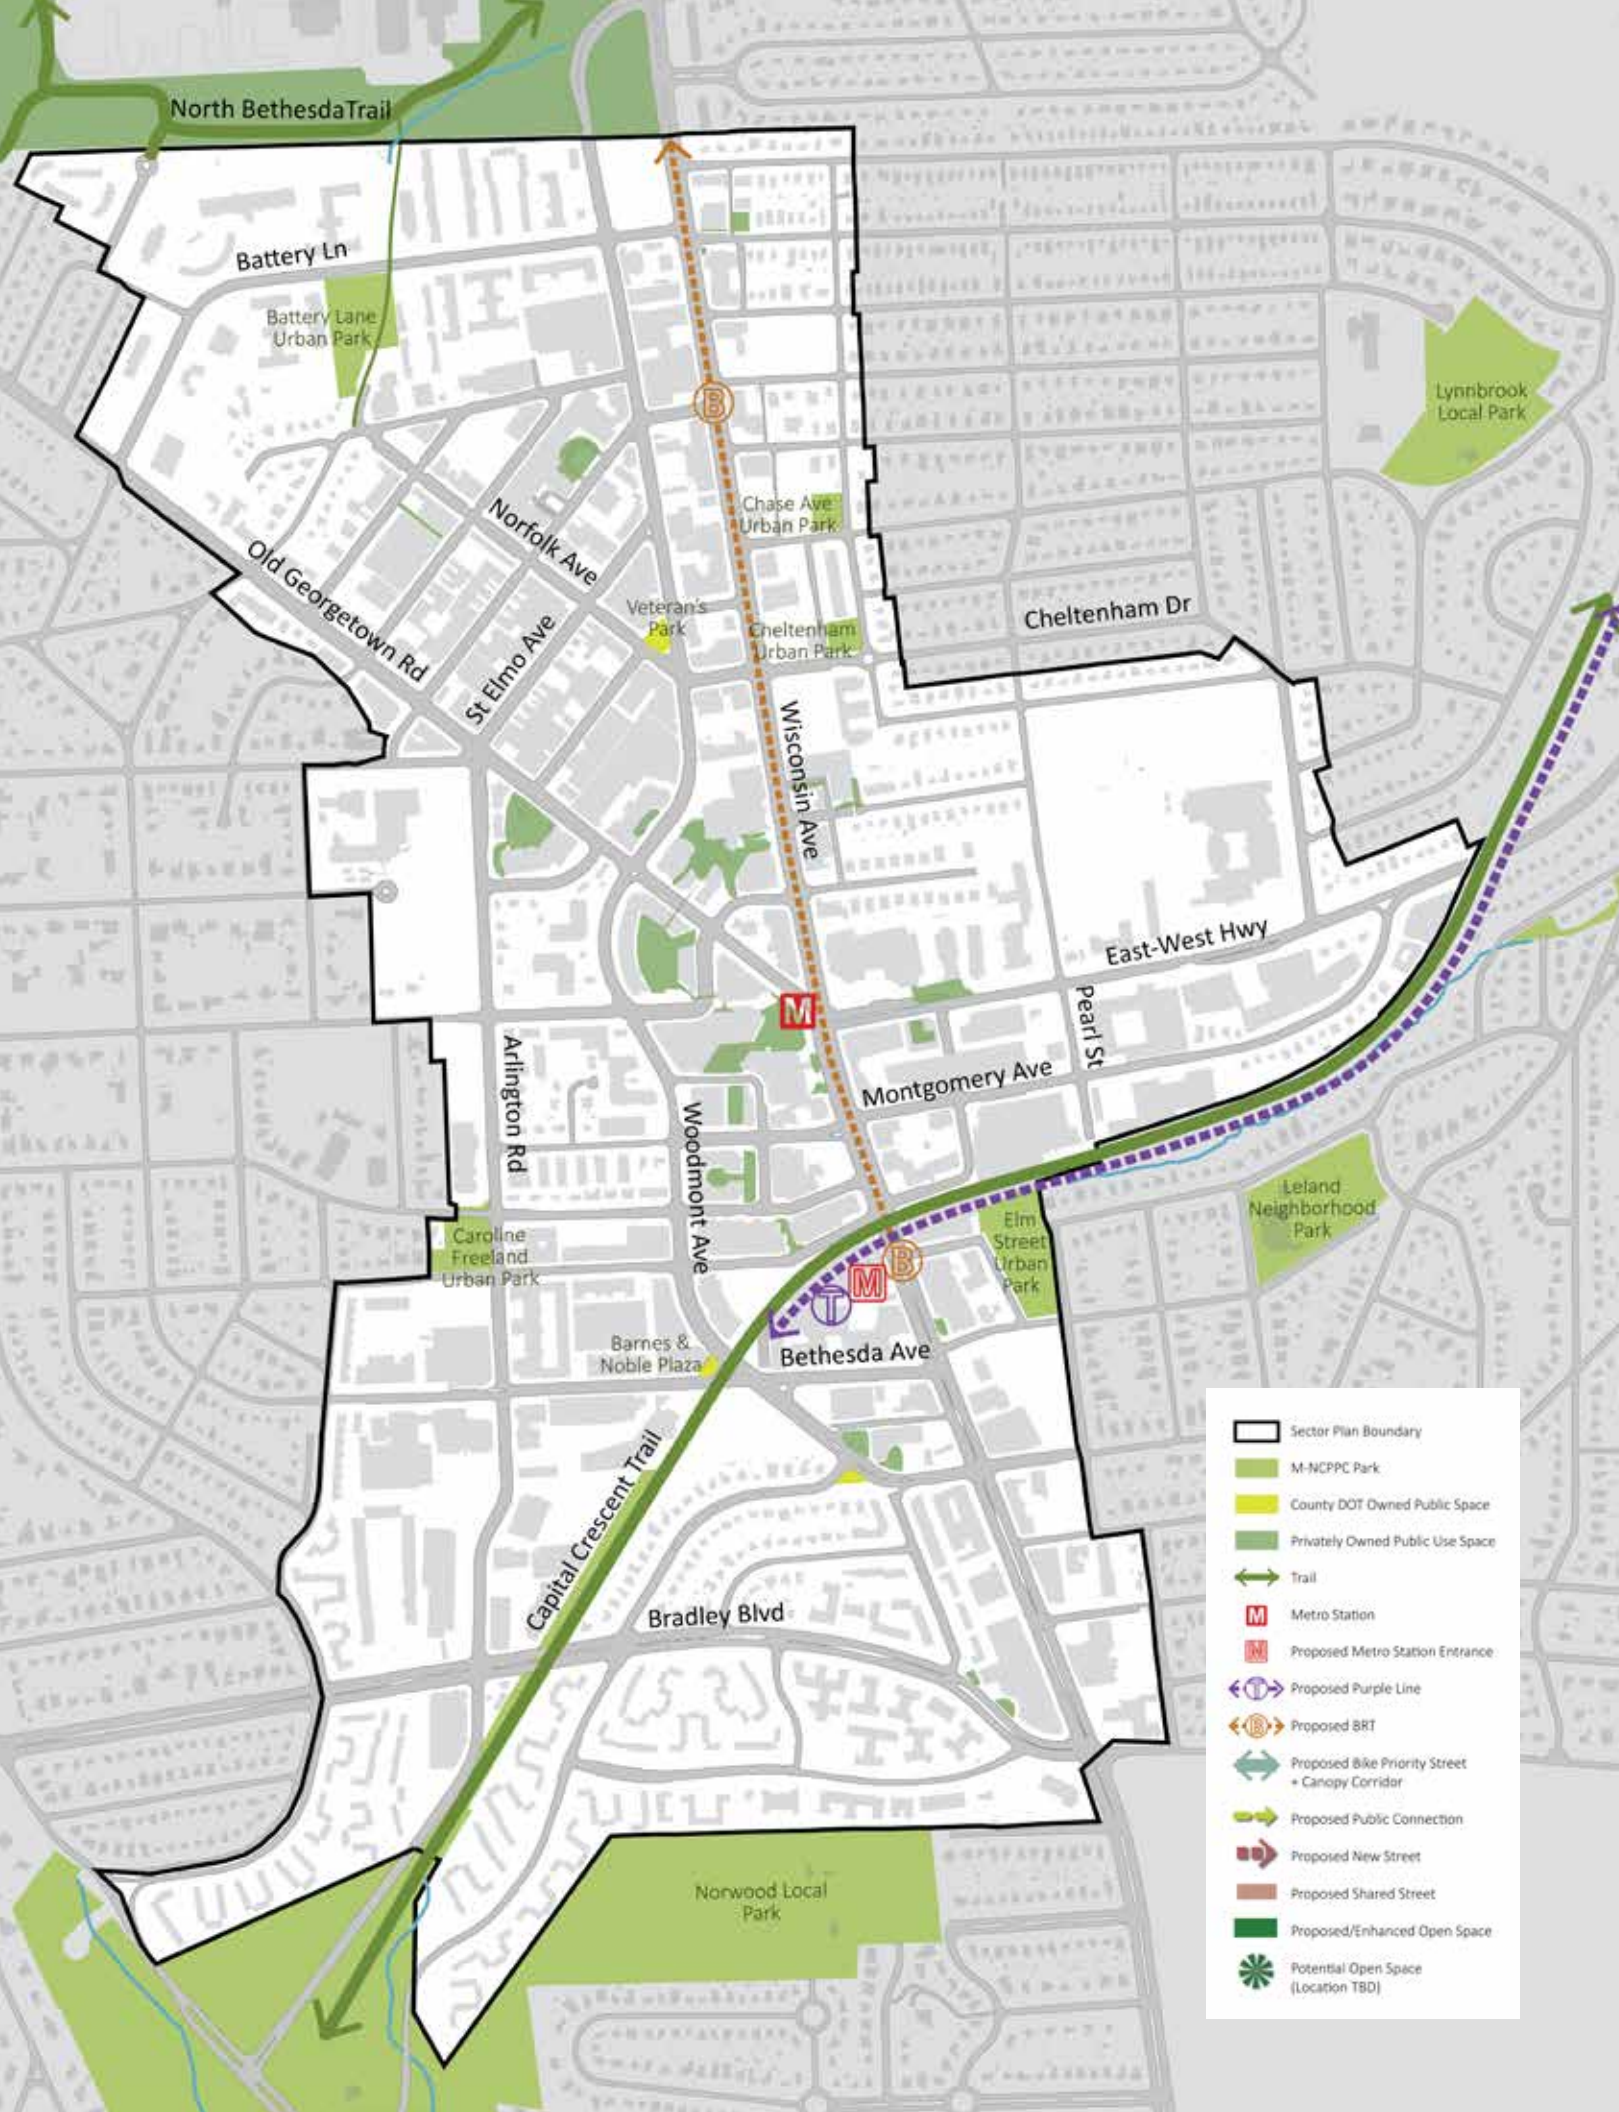 North BethesdaTrail
Battery Ln
Battery Lane
Urban Park
Lynnbrook
Local Park
B
Chase Ave
Urban Park
Norfolk Ave
Old Georgetown Rd
Veteran's
Park
Cheltenham Dr
Cheltenham
Urban Park
St Elmo Ave
Wisconsin Ave
East-West Hwy
M
Pearl St
Arlington Rd
Montgomery Ave
Woodmont Ave
Leland
Neighborhood
Park
Elm
Street
Urban
Park
Caroline
Freeland
Urban Park
B
M
T
Barnes &
Noble Plaza
Bethesda Ave
Capital Crescent Trail
Bradley Blvd
Norwood Local
Park
Sector Plan Boundary
M-NCPPC Park
County DOT Owned Public Space
Privately Owned Public Use Space
Trail
M Metro Station
M Proposed Metro Station Entrance
T Proposed Purple Line
B Proposed BRT
Proposed Bike Priority Street
+ Canopy Corridor
Proposed Public Connection
Proposed New Street
Proposed Shared Street
Proposed/Enhanced Open Space
Potential Open Space
(Location TBD)